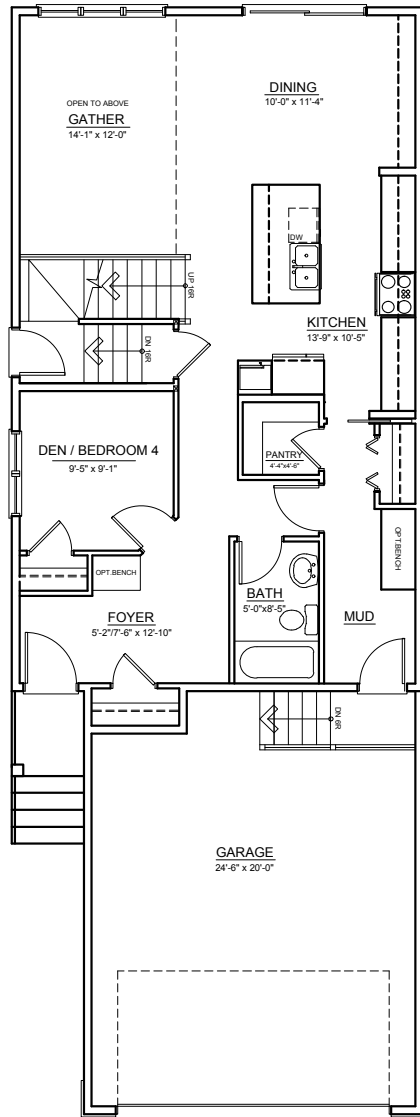 DINING
10'-0" x 11'-4"
OPEN TO ABOVE
GATHER
14'-1" x 12'-0"
DW
UP 16R
KITCHEN
13'-9" x 10'-5"
DN 16R
DEN / BEDROOM 4
9'-5" x 9'-1"
PANTRY
4'-4"x4'-6"
OPT.BENCH
OPT.BENCH
BATH
5'-0"x8'-5"
FOYER
5'-2"/7'-6" x 12'-10"
MUD
DN 6R
GARAGE
24'-6" x 20'-0"